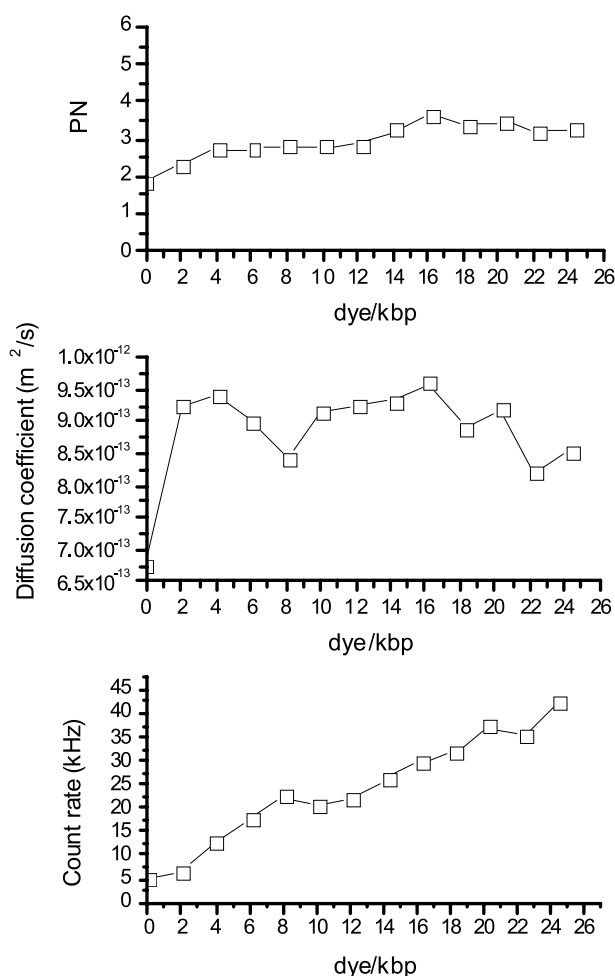 6
5
4
3
2
1
0
PN
0 2 4 6 8 10 12 14 16 18 20 22 24 26
dye/kbp
1.0x10-12
9.5x10-13
9.0x10-13
8.5x10-13
8.0x10-13
7.5x10-13
7.0x10-13
6.5x10-13
Diffusion coefficient (m 2/s)
0 2 4 6 8 10 12 14 16 18 20 22 24 26
dye/kbp
45
40
35
30
25
20
15
10
5
0
Count rate (kHz)
0 2 4 6 8 10 12 14 16 18 20 22 24 26
dye/kbp